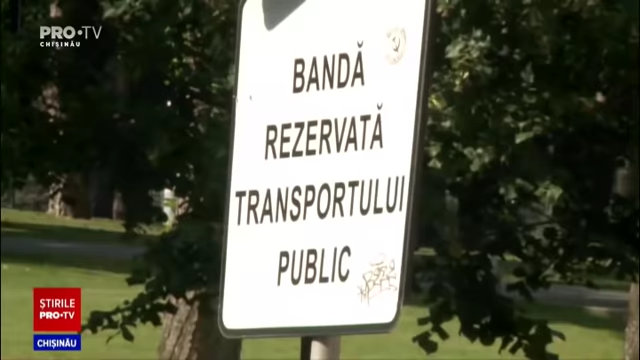 PRO•TV
CHIȘINĂU
BANDĂ
REZERVATĂ
TRANSPORTULUI
PUBLIC
ȘTIRILE
PRO•TV
CHIȘINĂU